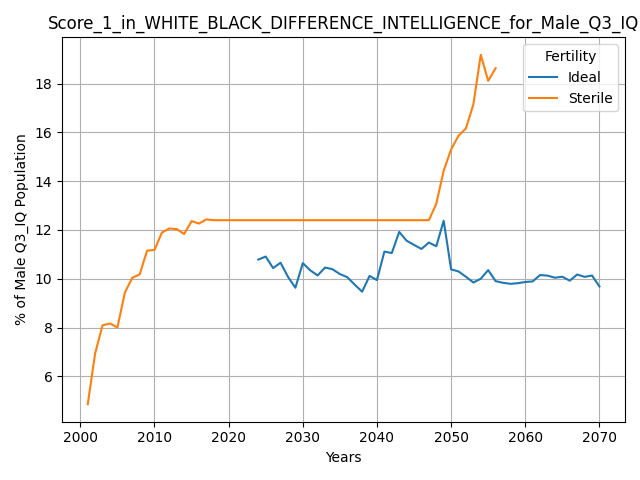 Score_1_in_WHITE_BLACK_DIFFERENCE_INTELLIGENCE_for_Male_Q3_IQ
Fertility
Ideal
Sterile
% of Male Q3_IQ Population
18
16
14
12
10
8
6
2000 2010 2020 2030 2040 2050 2060 2070
Years